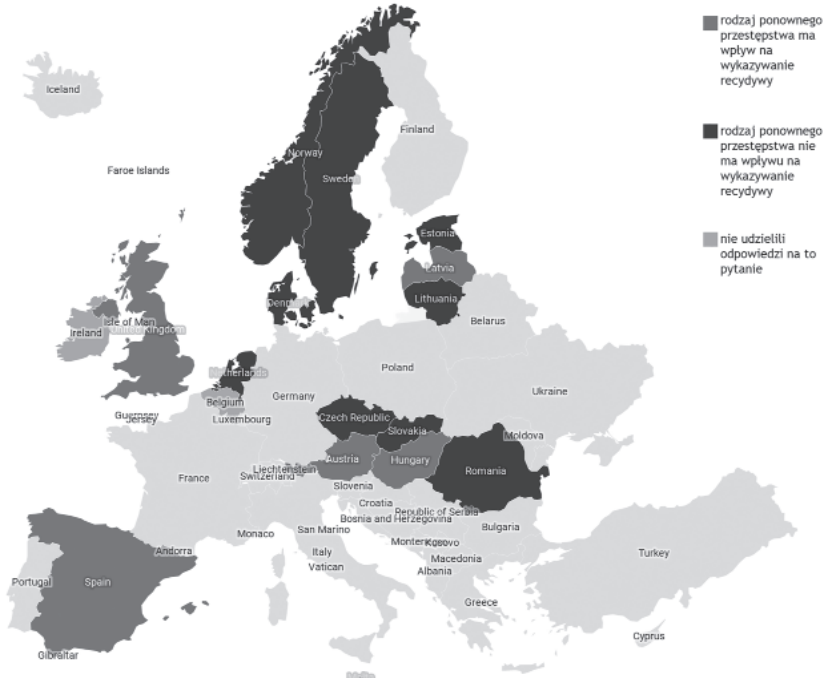 rodzaj ponownego
przestępstwa ma
wpływ na
wykazywanie
recydywy
rodzaj ponownego
przestępstwa nie
ma wpływu na
wykazywanie
recydywy
nie udzielili
odpowiedzi na to
pytanie
Iceland
Finland
Faroe Islands
Norway
Sweden
Estonia
Latvia
Denmark
Lithuania
Isle of Man
United Kingdom
Ireland
Belarus
Netherlands
Poland
Belgium
Germany
Ukraine
Guernsey
Jersey
Luxembourg
Czech Republic
Slovakia
Moldova
Liechtenstein
Austria
Hungary
Romania
France
Switzerland
Slovenia
Croatia
Republic of Serbia
Bosnia and Herzegovina
Bulgaria
Monaco
San Marino
Montenegro
Kosovo
Andorra
Italy
Macedonia
Turkey
Vatican
Albania
Portugal
Spain
Greece
Cyprus
Gibraltar